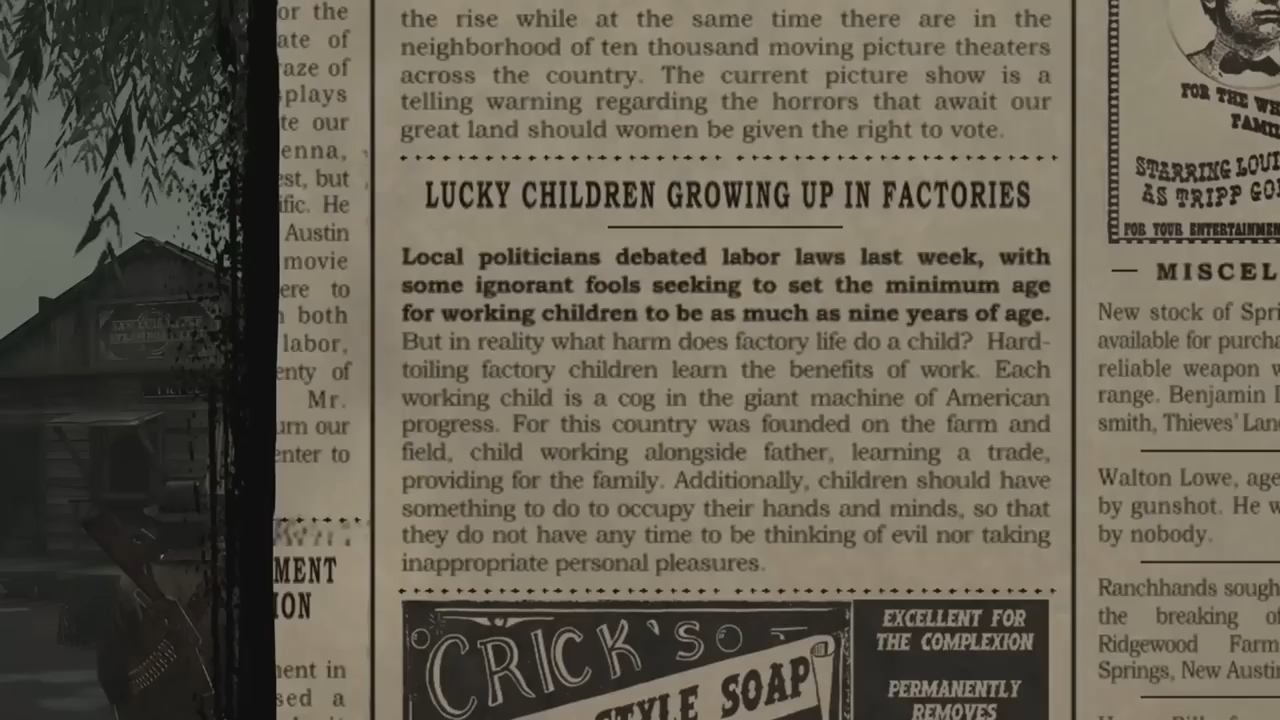 or the
ate of
raze of
splays
te our
enna,
est, but
ific. He
Austin
movie
ere to
both
labor,
enty of
Mr.
urn our
enter to
MENT
ION
ment in
sed a
the rise while at the same time there are in the
neighborhood of ten thousand moving picture theaters
across the country. The current picture show is a
telling warning regarding the horrors that await our
great land should women be given the right to vote.
LUCKY CHILDREN GROWING UP IN FACTORIES
Local politicians debated labor laws last week, with
some ignorant fools seeking to set the minimum age
for working children to be as much as nine years of age.
But in reality what harm does factory life do a child? Hard-
toiling factory children learn the benefits of work. Each
working child is a cog in the giant machine of American
progress. For this country was founded on the farm and
field, child working alongside father, learning a trade,
providing for the family. Additionally, children should have
something to do to occupy their hands and minds, so that
they do not have any time to be thinking of evil nor taking
inappropriate personal pleasures.
CRICK'S
STYLE SOAP
EXCELLENT FOR
THE COMPLEXION
PERMANENTLY
REMOVES
FOR THE WH
FAMI
STARRING LOUI
AS TRIPP GO
FOR YOUR ENTERTAINMEN
MISCEL
New stock of Spri
available for purcha
reliable weapon w
range. Benjamin
smith, Thieves' Lan
Walton Lowe, age
by gunshot. He w
by nobody.
Ranchhands sough
the breaking o
Ridgewood Farm
Springs, New Austin